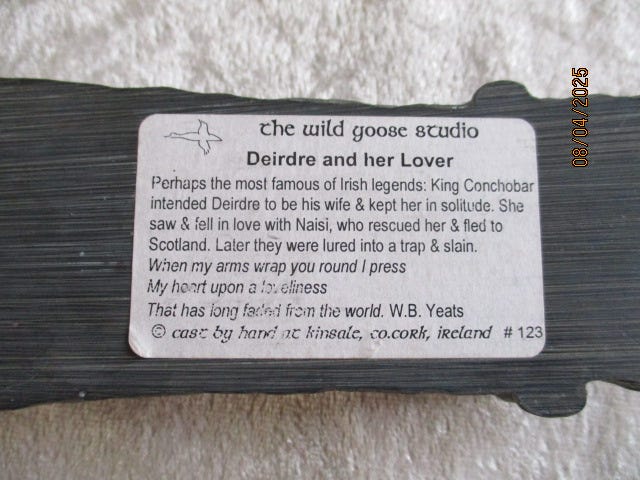 the wild goose studio
Deirdre and her Lover
Perhaps the most famous of Irish legends: King Conchobar
intended Deirdre to be his wife & kept her in solitude. She
saw & fell in love with Naisi, who rescued her & fled to
Scotland. Later they were lured into a trap & slain.
When my arms wrap you round I press
My heart upon a loveliness
That has long faded from the world. W.B. Yeats
© cast by hand at kinsale, co.cork, ireland # 123
08/04/2025